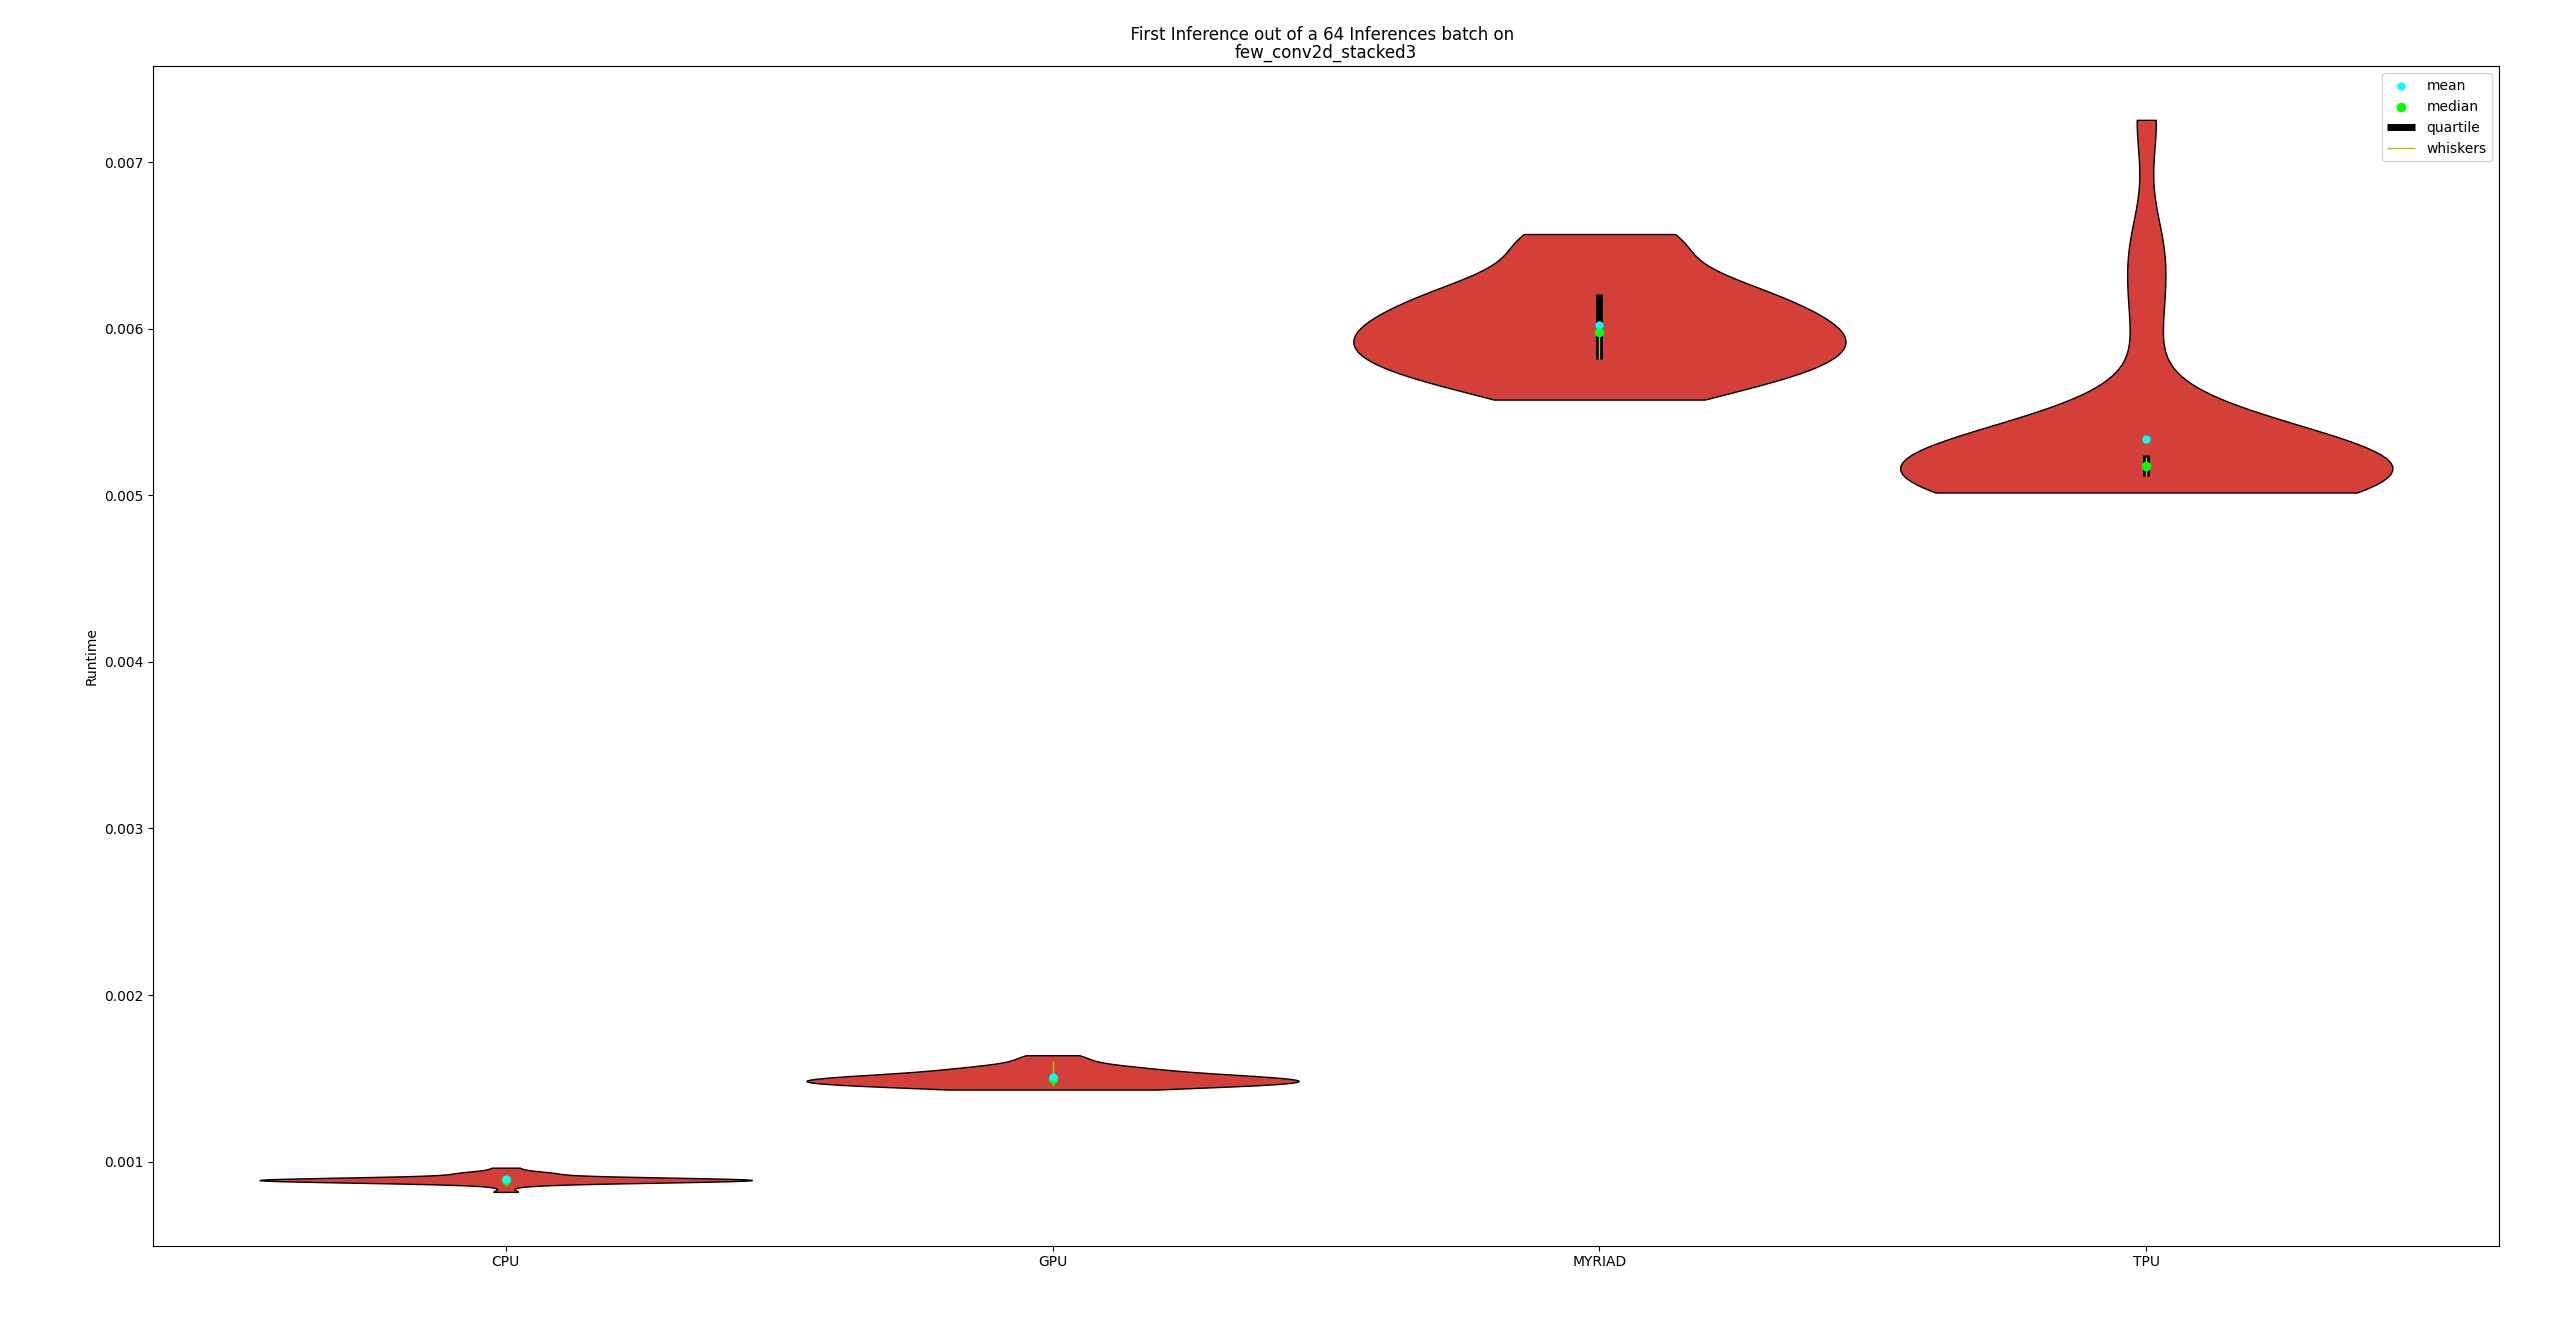 First Inference out of a 64 Inferences batch on
few_conv2d_stacked3
mean
median
quartile
whiskers
0.007
0.006
0.005
0.004
0.003
0.002
0.001
Runtime
CPU
GPU
MYRIAD
TPU